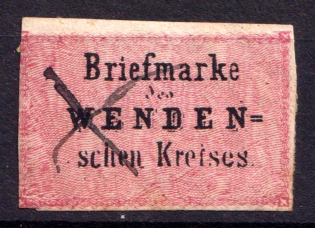 Briefmarke
des
WENDEN=
schen Kreises.